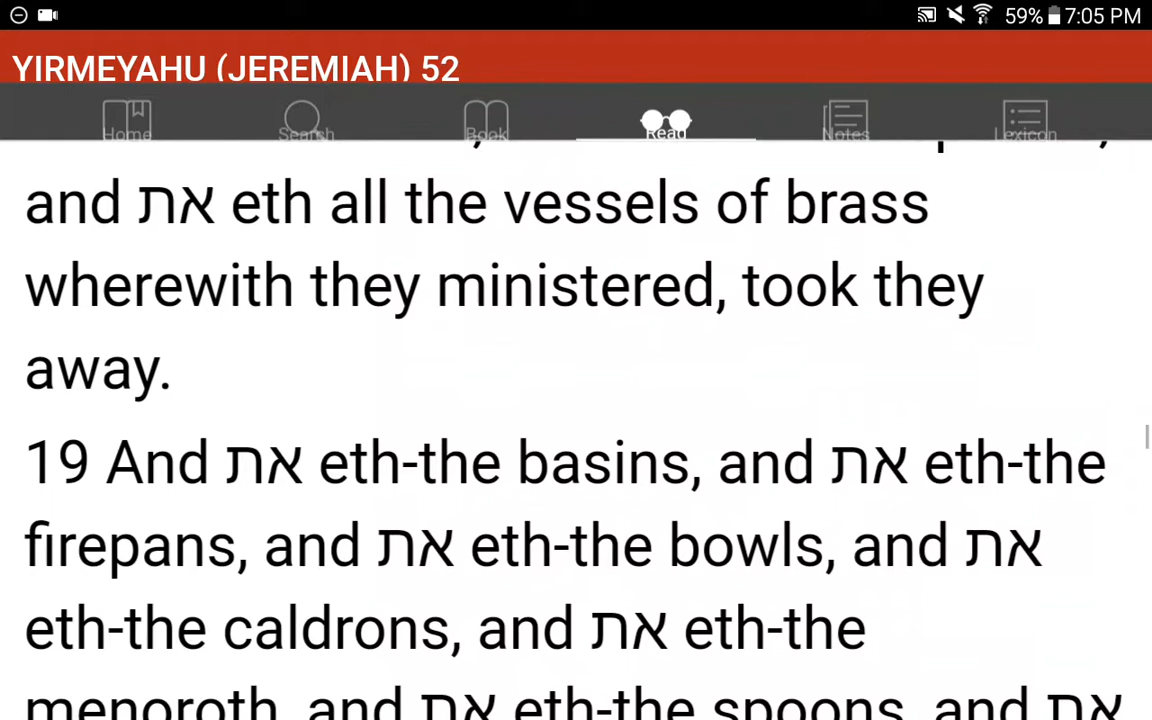 59% 7:05 PM
YIRMEYAHU (JEREMIAH) 52
Home Search Book Read Notes Lexicon
and את eth all the vessels of brass
wherewith they ministered, took they
away.
19 And את eth-the basins, and את eth-the
firepans, and את eth-the bowls, and את
eth-the caldrons, and את eth-the
menoroth, and את eth-the spoons, and את